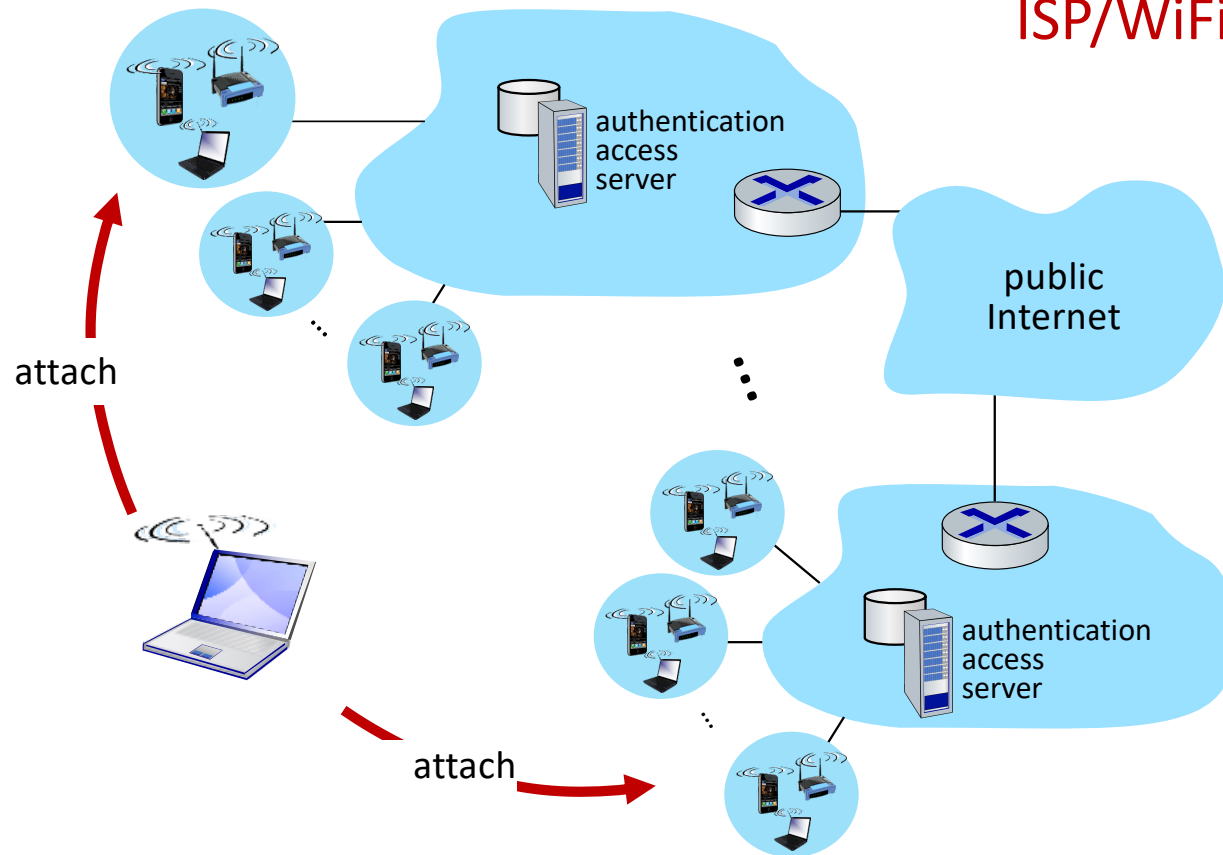 ISP/WiFi
authentication
access
server
public
Internet
attach
authentication
access
server
attach